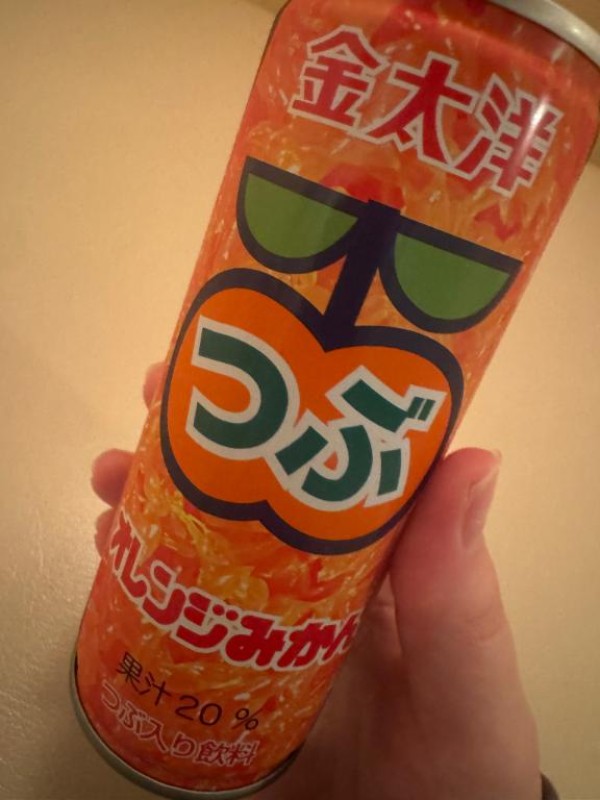 金太洋
つぶ
オレンジみかん
果汁20%
つぶ入り飲料